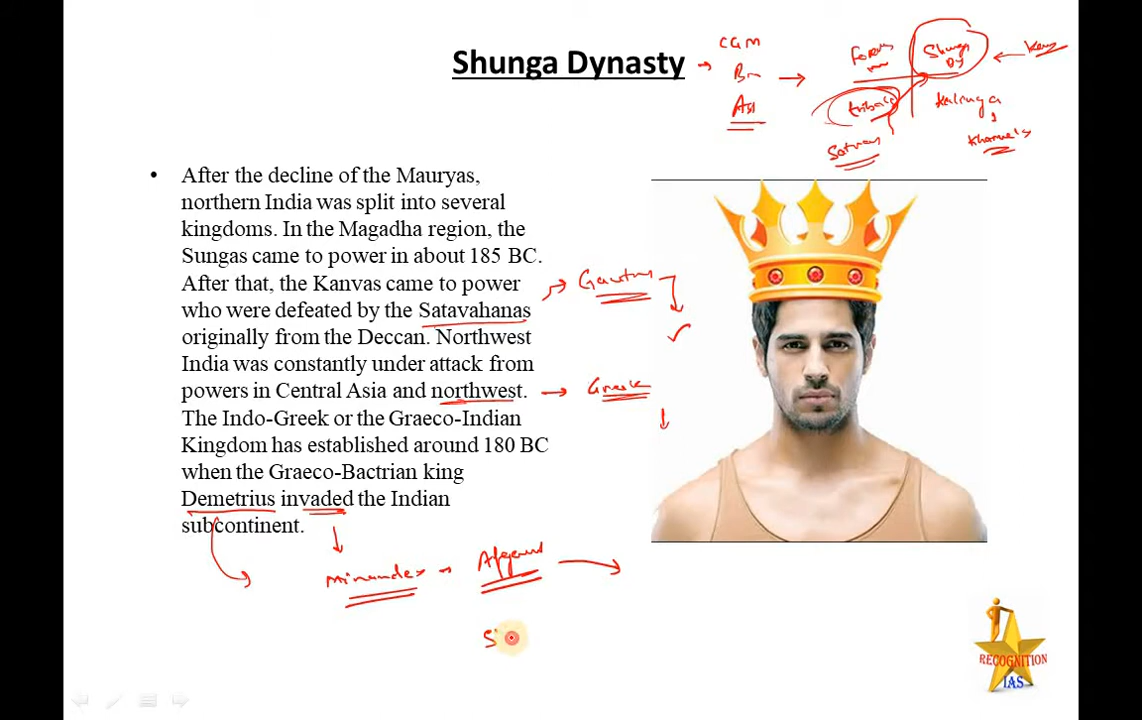 Shunga Dynasty
CGM
Br
ASI
Shunga
Dy
tribals
Kalinga
• After the decline of the Mauryas,
northern India was split into several
kingdoms. In the Magadha region, the
Sungas came to power in about 185 BC.
After that, the Kanvas came to power
who were defeated by the Satavahanas
originally from the Deccan. Northwest
India was constantly under attack from
powers in Central Asia and northwest.
The Indo-Greek or the Graeco-Indian
Kingdom has established around 180 BC
when the Graeco-Bactrian king
Demetrius invaded the Indian
subcontinent.
Greek
Minander
S
RECOGNITION
IAS